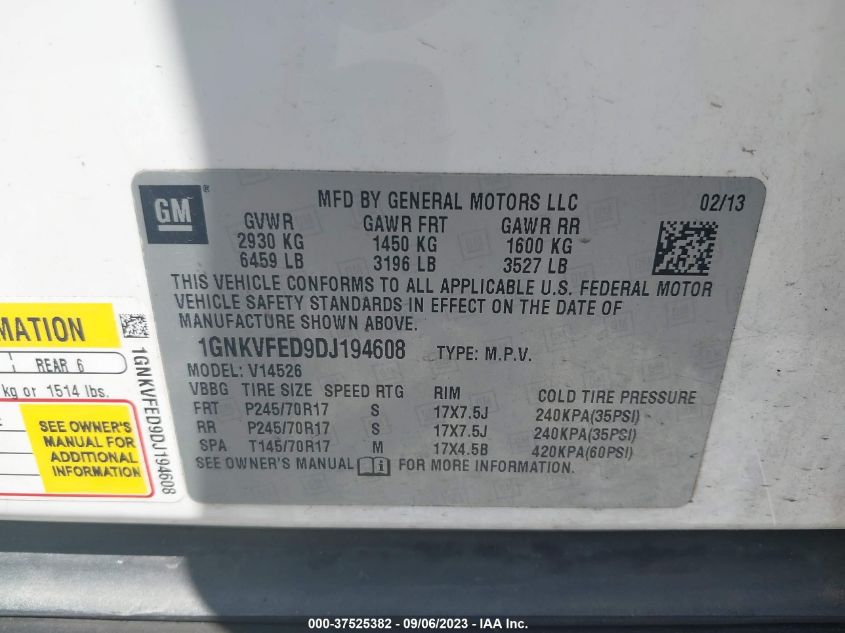 GM ®
MFD BY GENERAL MOTORS LLC 02/13
GVWR GAWR FRT GAWR RR
2930 KG 1450 KG 1600 KG
6459 LB 3196 LB 3527 LB
THIS VEHICLE CONFORMS TO ALL APPLICABLE U.S. FEDERAL MOTOR
VEHICLE SAFETY STANDARDS IN EFFECT ON THE DATE OF
MANUFACTURE SHOWN ABOVE.
1GNKVFED9DJ194608 TYPE: M.P.V.
MODEL: V14526
VBBG TIRE SIZE SPEED RTG RIM COLD TIRE PRESSURE
FRT P245/70R17 S 17X7.5J 240KPA(35PSI)
RR P245/70R17 S 17X7.5J 240KPA(35PSI)
SPA T145/70R17 M 17X4.5B 420KPA(60PSI)
SEE OWNER'S MANUAL i FOR MORE INFORMATION.
MATION
REAR 6
kg or 1514 lbs.
SEE OWNER'S
MANUAL FOR
ADDITIONAL
INFORMATION
1GNKVFED9DJ194608
000-37525382 - 09/06/2023 - IAA Inc.